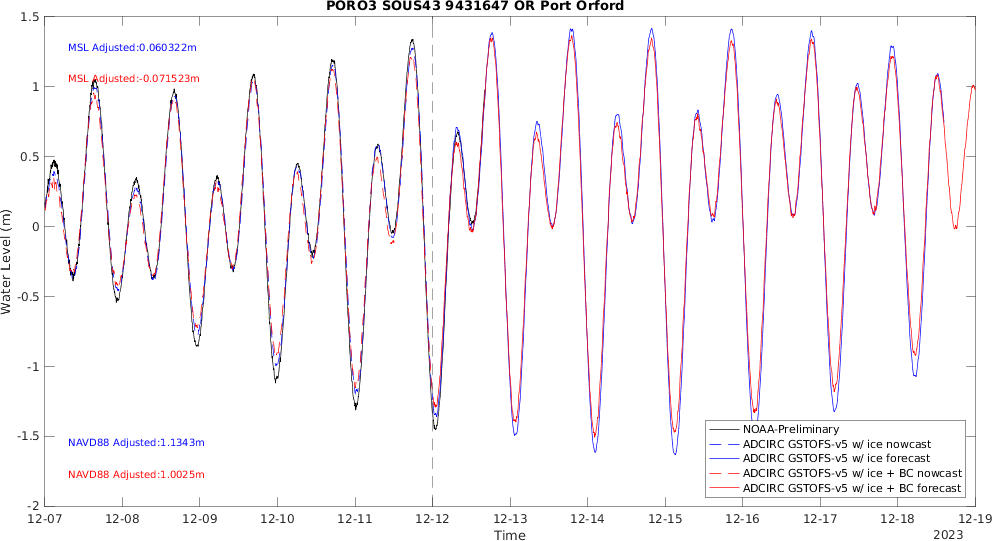 PORO3 SOUS43 9431647 OR Port Orford
1.5
1
0.5
0
-0.5
-1
-1.5
-2
Water Level (m)
MSL Adjusted:0.060322m
MSL Adjusted:-0.071523m
NAVD88 Adjusted:1.1343m
NAVD88 Adjusted:1.0025m
NOAA-Preliminary
ADCIRC GSTOFS-v5 w/ ice nowcast
ADCIRC GSTOFS-v5 w/ ice forecast
ADCIRC GSTOFS-v5 w/ ice + BC nowcast
ADCIRC GSTOFS-v5 w/ ice + BC forecast
12-07 12-08 12-09 12-10 12-11 12-12 12-13 12-14 12-15 12-16 12-17 12-18 12-19
Time
2023